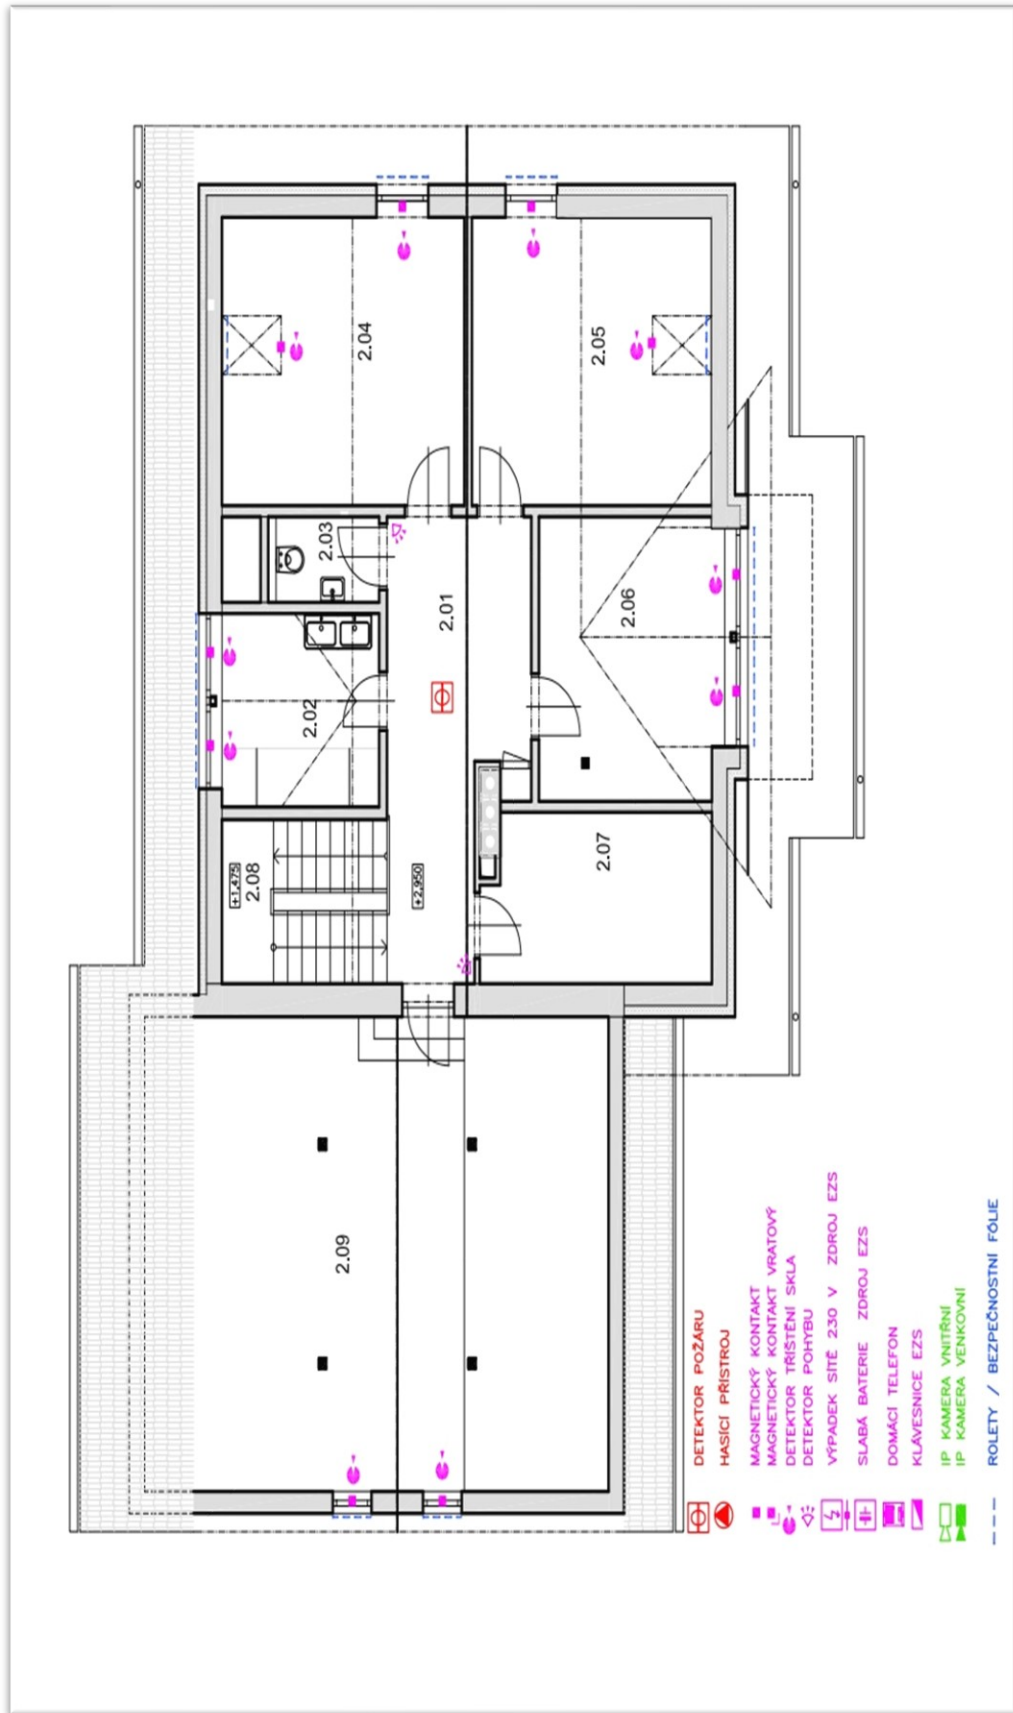 2.04
2.05
2.03
2.01
2.06
2.02
2.08
+1,475
+2,950
2.07
2.09
DETEKTOR POŽÁRU
HASÍCÍ PŘÍSTROJ
MAGNETICKÝ KONTAKT
MAGNETICKÝ KONTAKT VRATOVÝ
DETEKTOR TŘÍŠTĚNÍ SKLA
DETEKTOR POHYBU
VÝPADEK SÍTĚ 230 V ZDROJ EZS
SLABÁ BATERIE ZDROJ EZS
DOMÁCÍ TELEFON
KLÁVESNICE EZS
IP KAMERA VNITŘNÍ
IP KAMERA VENKOVNÍ
ROLETY / BEZPEČNOSTNÍ FÓLIE